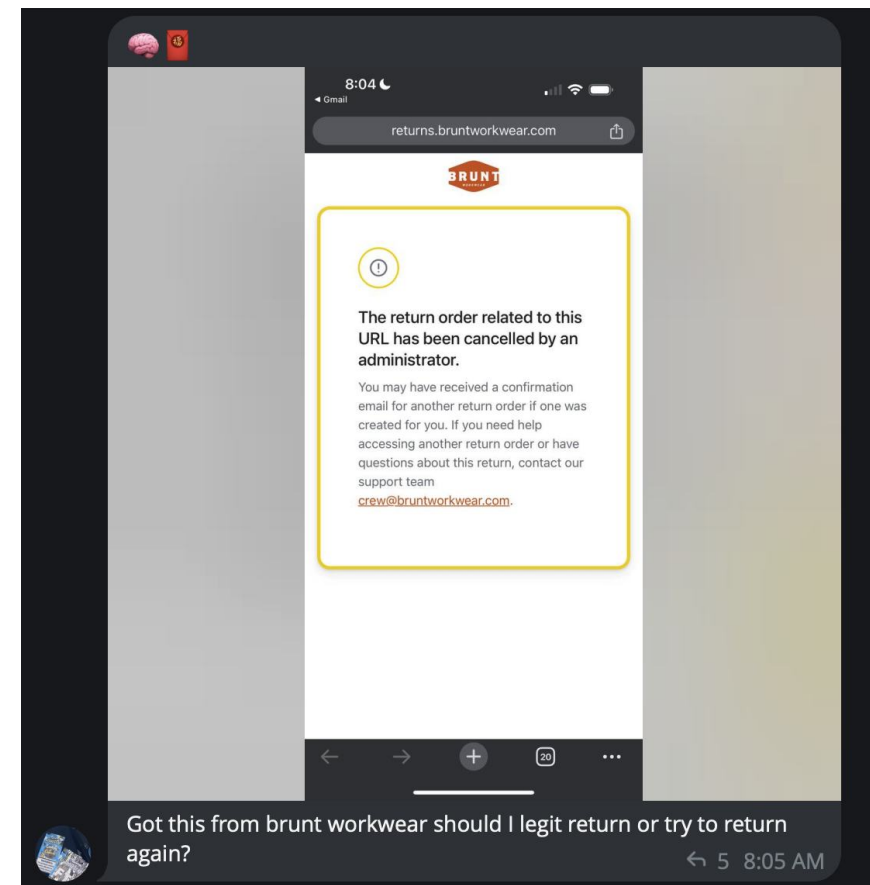 8:04
◄ Gmail
returns.bruntworkwear.com
BRUNT
The return order related to this
URL has been cancelled by an
administrator.
You may have received a confirmation
email for another return order if one was
created for you. If you need help
accessing another return order or have
questions about this return, contact our
support team
crew@bruntworkwear.com.
20
Got this from brunt workwear should I legit return or try to return
again?
5 8:05 AM